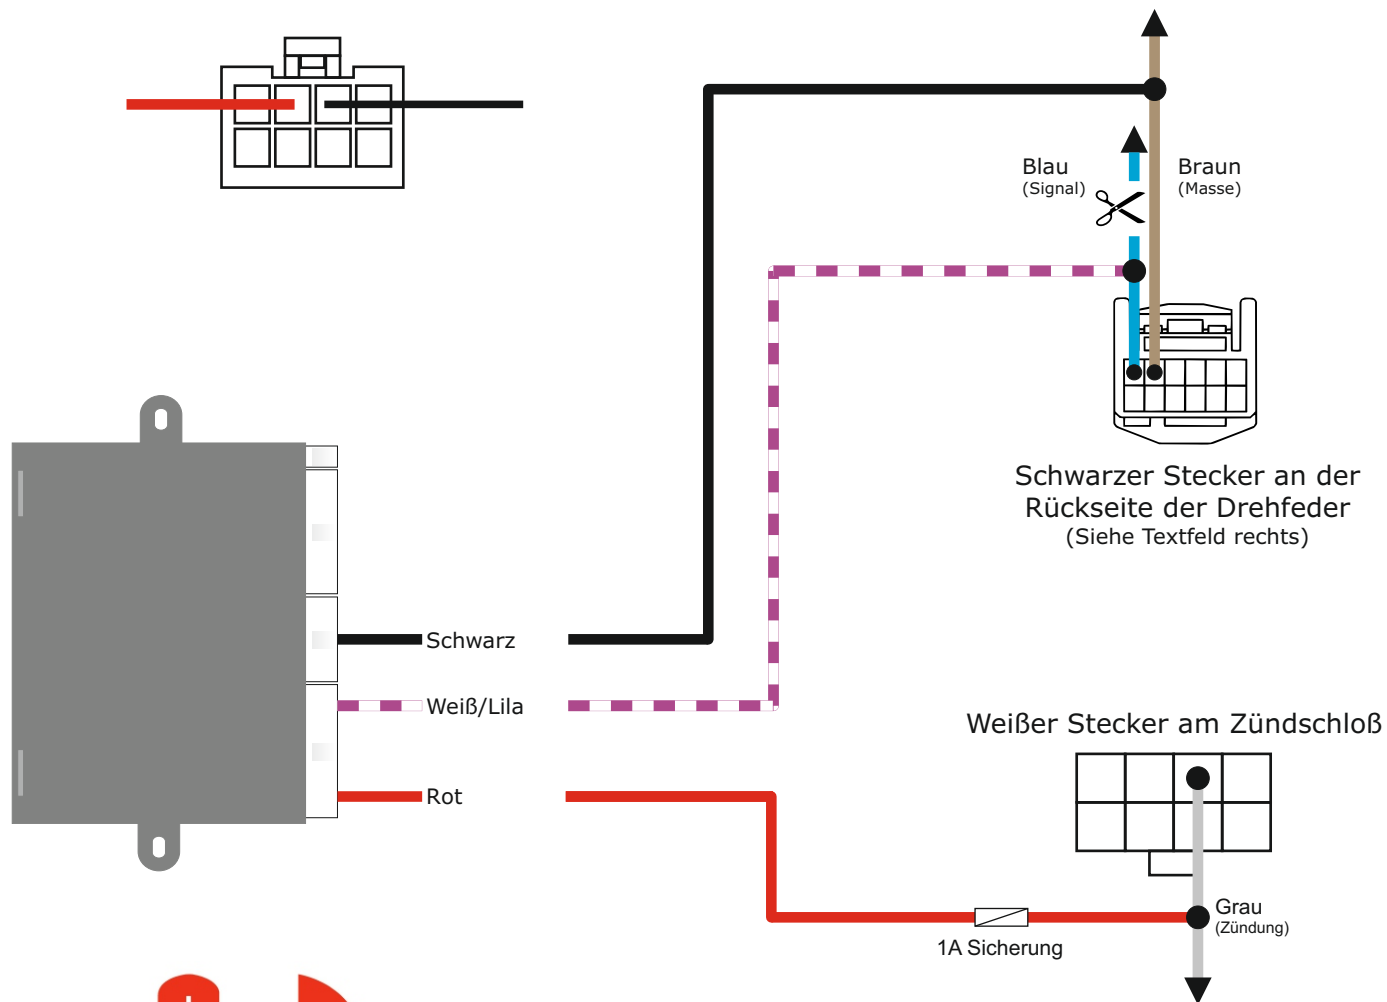 Blau
(Signal)
Braun
(Masse)
Schwarzer Stecker an der
Rückseite der Drehfeder
(Siehe Textfeld rechts)
Schwarz
Weiß/Lila
Rot
Weißer Stecker am Zündschloß
Grau
(Zündung)
1A Sicherung